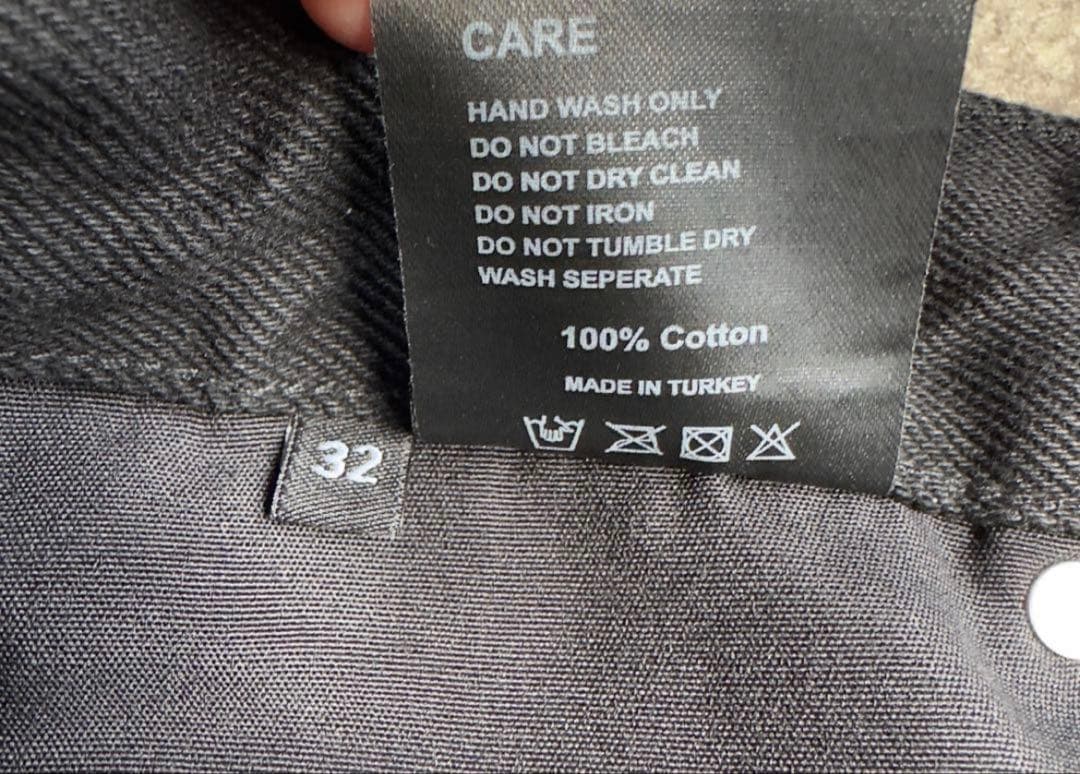 CARE
HAND WASH ONLY
DO NOT BLEACH
DO NOT DRY CLEAN
DO NOT IRON
DO NOT TUMBLE DRY
WASH SEPERATE
100% Cotton
MADE IN TURKEY
32